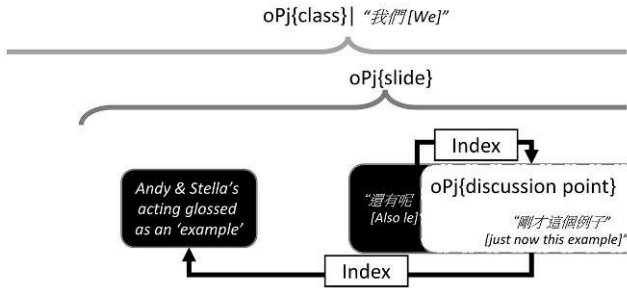 oPj{class}| “我們 [We]”
oPj{slide}
Index
Andy & Stella’s
acting glossed
as an ‘example’
“還有呢
[Also le]”
oPj{discussion point}
“剛才這個例子”
[just now this example]”
Index